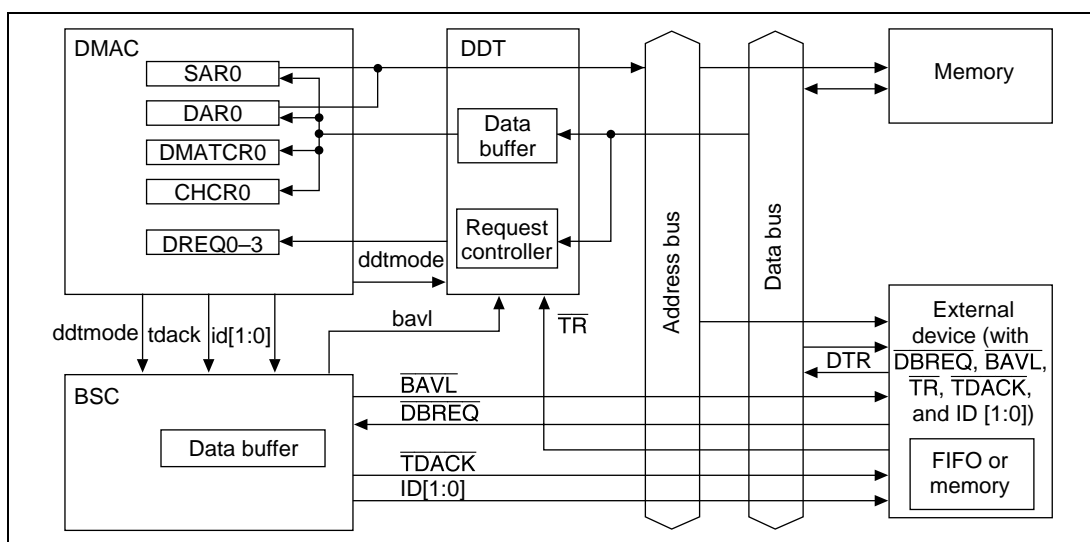 DMAC
SAR0
DAR0
DMATCR0
CHCR0
DREQ0–3
DDT
Data
buffer
Request
controller
ddtmode
Address bus
Data bus
Memory
ddtmode
tdack
id[1:0]
bavl
TR
BSC
Data buffer
BAVL
DBREQ
TDACK
ID[1:0]
DTR
External
device (with
DBREQ, BAVL,
TR, TDACK,
and ID [1:0])
FIFO or
memory